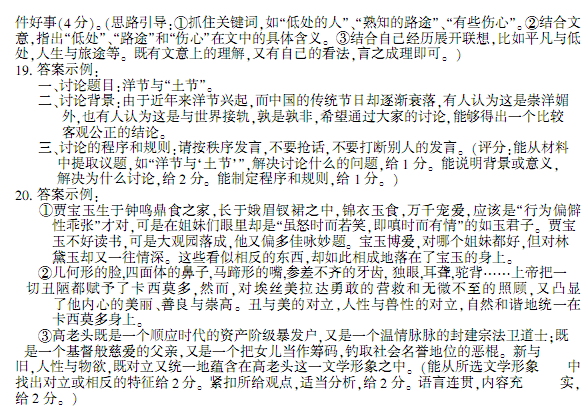 件好事(4分)。(思路引导:①抓住关键词,如“低处的人”、“熟知的路途”、“有些伤心”。②结合文
意,指出“低处”、“路途”和“伤心”在文中的具体含义。③结合自己经历展开联想,比如平凡与低
处,人生与旅途等。既有文意上的理解,又有自己的看法,言之成理即可。)
19. 答案示例:
一、讨论题目:洋节与“土节”。
二、讨论背景:由于近年来洋节兴起,而中国的传统节日却逐渐衰落,有人认为这是崇洋媚
外,也有人认为这是与世界接轨,孰是孰非,希望通过大家的讨论,能够得出一个比较
客观公正的结论。
三、讨论的程序和规则:请按秩序发言,不要抢话,不要打断别人的发言。(评分:能从材料
中提取议题,如“洋节与‘土节’”,解决讨论什么的问题,给1分。能说明背景或意义,
解决为什么讨论,给2分。能制定程序和规则,给1分。)
20. 答案示例:
①贾宝玉生于钟鸣鼎食之家,长于娥眉钗裙之中,锦衣玉食,万千宠爱,应该是“行为偏僻
性乖张”才对,可是在姐妹们眼里却是“虽怒时而若笑,即嗔时而有情”的如玉君子。贾宝
玉不好读书,可是大观园落成,他又偏多佳咏妙题。宝玉博爱,对哪个姐妹都好,但对林
黛玉却又一往情深。这些看似相反的东西,却如此相成地落在了宝玉的身上。
②几何形的脸,四面体的鼻子,马蹄形的嘴,参差不齐的牙齿,独眼,耳聋,驼背……上帝把一
切丑陋都赋予了卡西莫多,然而,对埃丝美拉达勇敢的营救和无微不至的照顾,又凸显
了他内心的美丽、善良与崇高。丑与美的对立,人性与兽性的对立,自然和谐地统一在
卡西莫多身上。
③高老头既是一个顺应时代的资产阶级暴发户,又是一个温情脉脉的封建宗法卫道士;既
是一个基督般慈爱的父亲,又是一个把女儿当作筹码,钓取社会名誉地位的恶棍。新与
旧,人性与物欲,既对立又统一地蕴含在高老头这一文学形象之中。(能从所选文学形象 中
找出对立或相反的特征给2分。紧扣所给观点,适当分析,给2分。语言连贯,内容充 实,
给2分。)